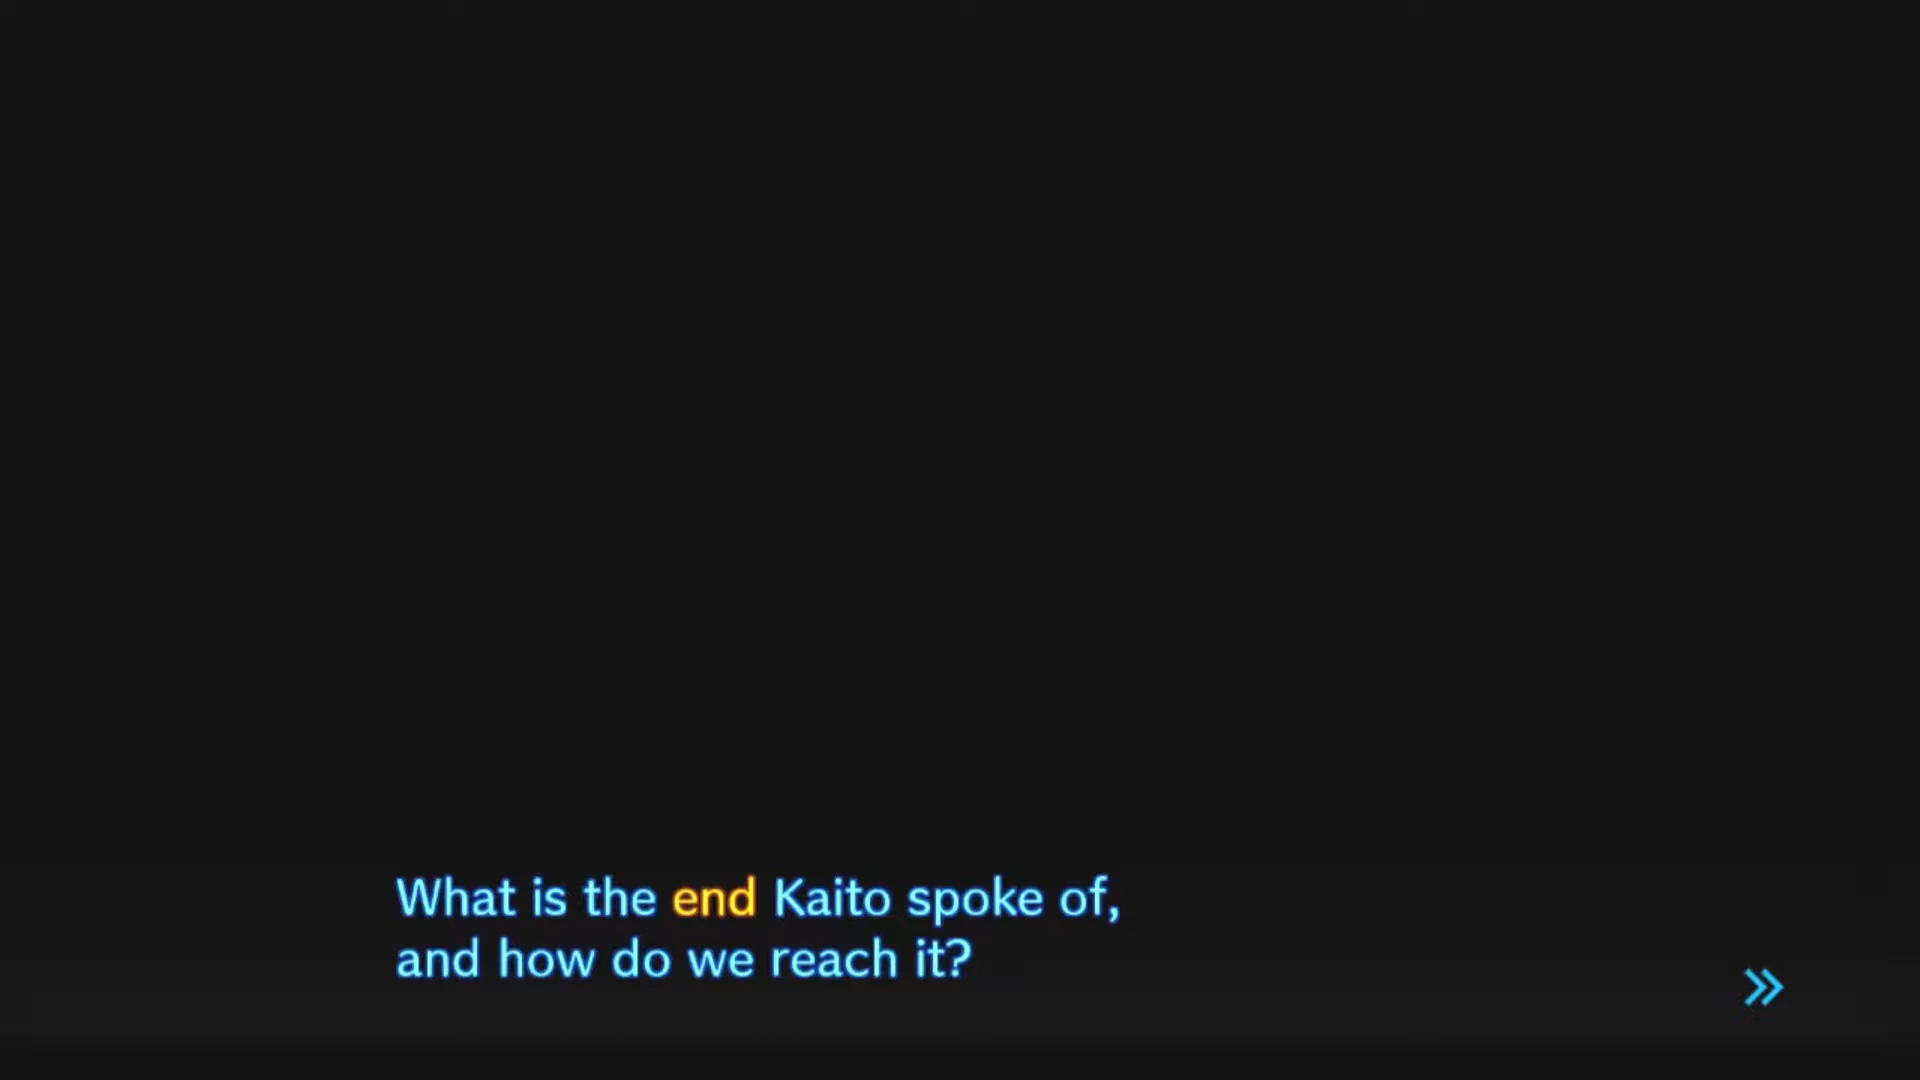 What is the end Kaito spoke of,
and how do we reach it?